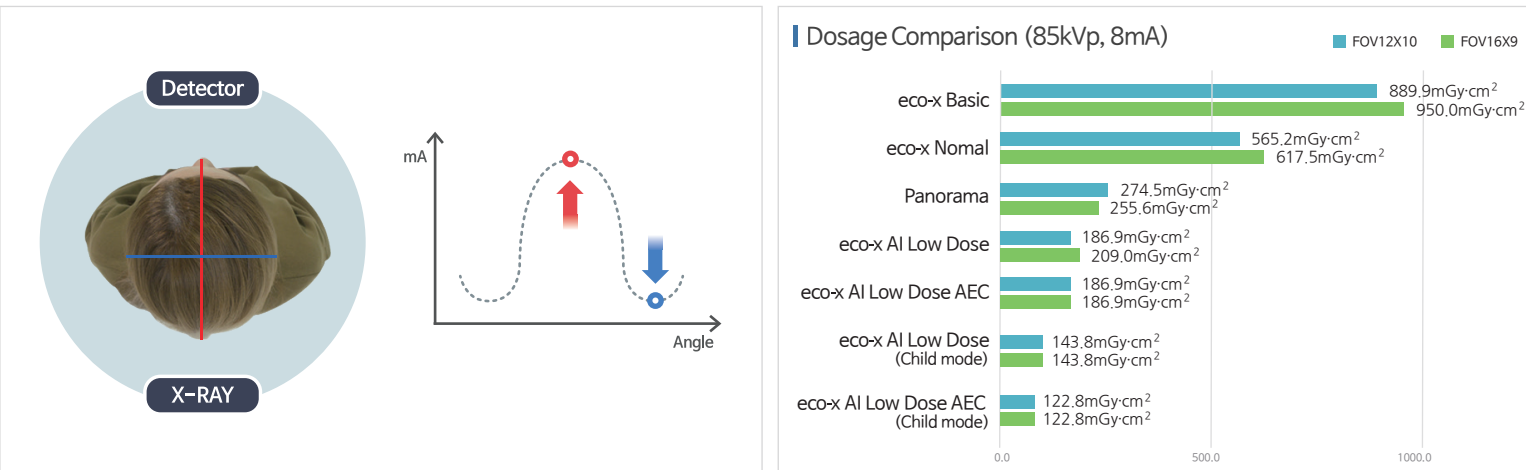 Detector
X-RAY
mA
Angle
Dosage Comparison (85kVp, 8mA)
FOV12X10
FOV16X9
eco-x Basic
889.9mGy·cm²
950.0mGy·cm²
eco-x Nomal
565.2mGy·cm²
617.5mGy·cm²
Panorama
274.5mGy·cm²
255.6mGy·cm²
eco-x AI Low Dose
186.9mGy·cm²
209.0mGy·cm²
eco-x AI Low Dose AEC
186.9mGy·cm²
186.9mGy·cm²
eco-x AI Low Dose
(Child mode)
143.8mGy·cm²
143.8mGy·cm²
eco-x AI Low Dose AEC
(Child mode)
122.8mGy·cm²
122.8mGy·cm²
0.0
500.0
1000.0